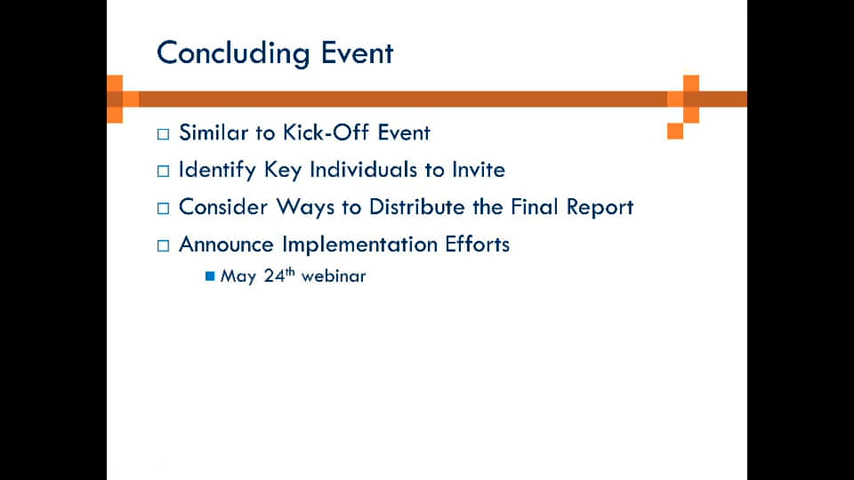 Concluding Event
Similar to Kick-Off Event
Identify Key Individuals to Invite
Consider Ways to Distribute the Final Report
Announce Implementation Efforts
May 24th webinar